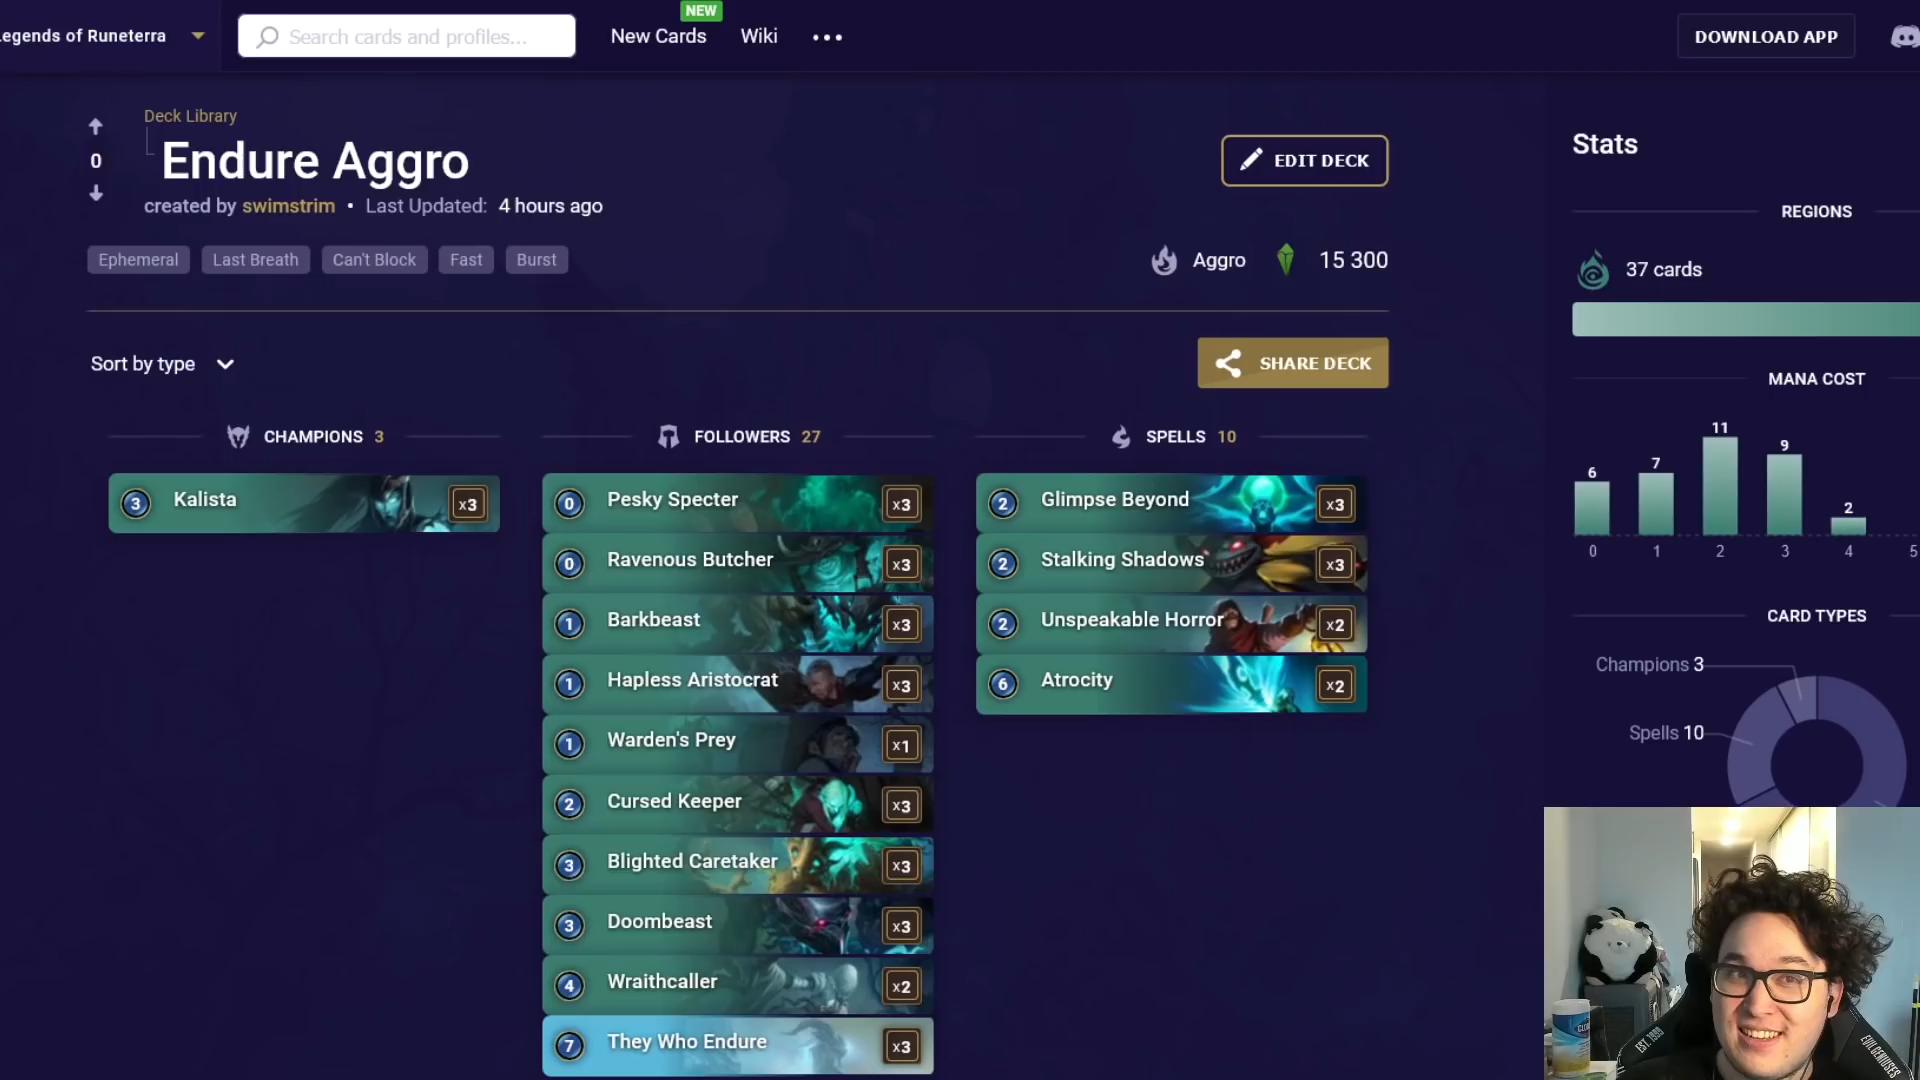 NEW
Legends of Runeterra
Search cards and profiles...
New Cards
Wiki
DOWNLOAD APP
Deck Library
0
Endure Aggro
created by swimstrim • Last Updated: 4 hours ago
EDIT DECK
Ephemeral
Last Breath
Can't Block
Fast
Burst
Aggro
15 300
Sort by type
SHARE DECK
CHAMPIONS 3
3 Kalista x3
FOLLOWERS 27
0 Pesky Specter x3
0 Ravenous Butcher x3
1 Barkbeast x3
1 Hapless Aristocrat x3
1 Warden's Prey x1
2 Cursed Keeper x3
3 Blighted Caretaker x3
3 Doombeast x3
4 Wraithcaller x2
7 They Who Endure x3
SPELLS 10
2 Glimpse Beyond x3
2 Stalking Shadows x3
2 Unspeakable Horror x2
6 Atrocity x2
Stats
REGIONS
37 cards
MANA COST
6 7 11 9 2
0 1 2 3 4 5
CARD TYPES
Champions 3
Spells 10
EST. 1999
EVIL GENIUSES